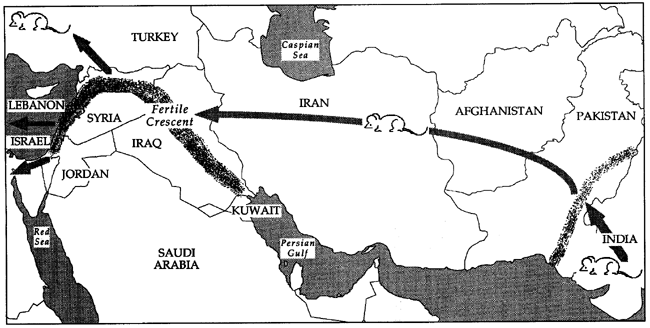 TURKEY
Caspian
Sea
LEBANON
SYRIA
Fertile
Crescent
IRAN
AFGHANISTAN
PAKISTAN
ISRAEL
IRAQ
JORDAN
KUWAIT
Red
Sea
SAUDI
ARABIA
Persian
Gulf
INDIA